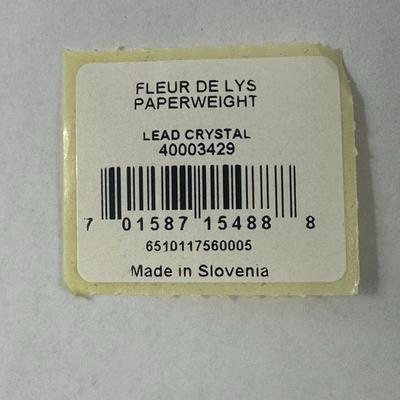 FLEUR DE LYS
PAPERWEIGHT
LEAD CRYSTAL
40003429
7 01587 15488 8
6510117560005
Made in Slovenia